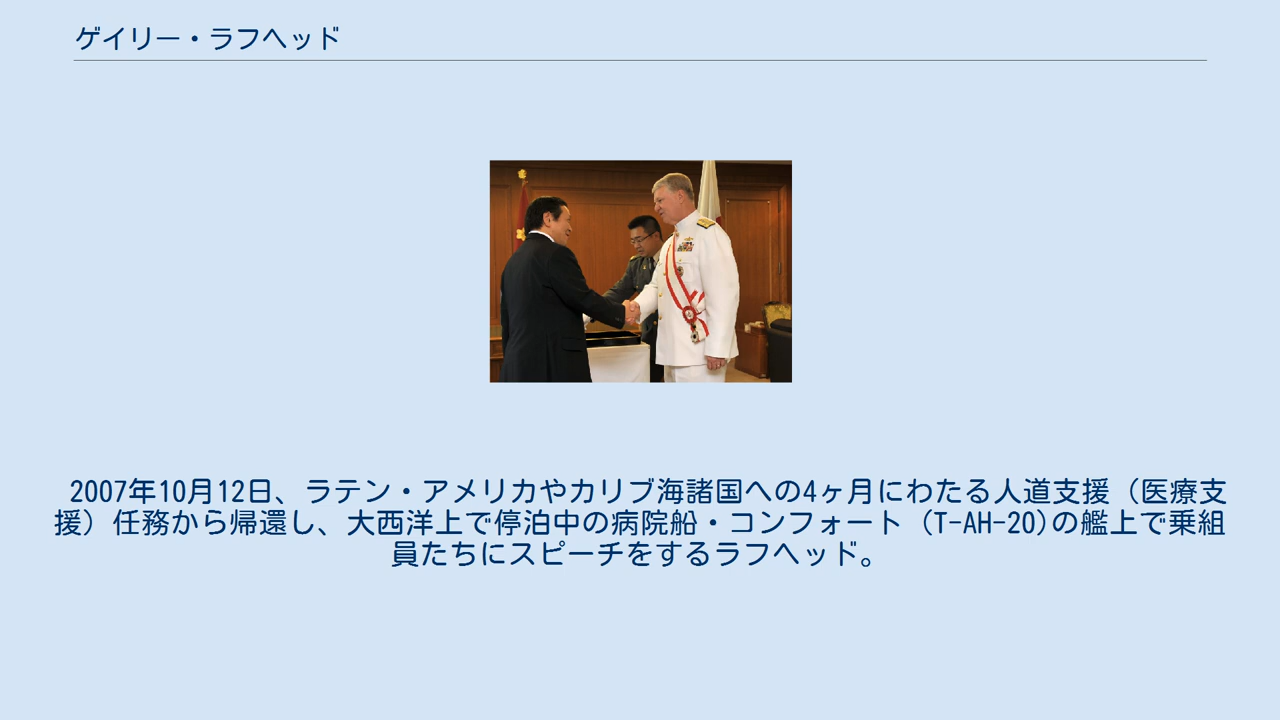 ゲイリー・ラフヘッド
2007年10月12日、ラテン・アメリカやカリブ海諸国への4ヶ月にわたる人道支援（医療支
援）任務から帰還し、大西洋上で停泊中の病院船・コンフォート (T-AH-20)の艦上で乗組
員たちにスピーチをするラフヘッド。